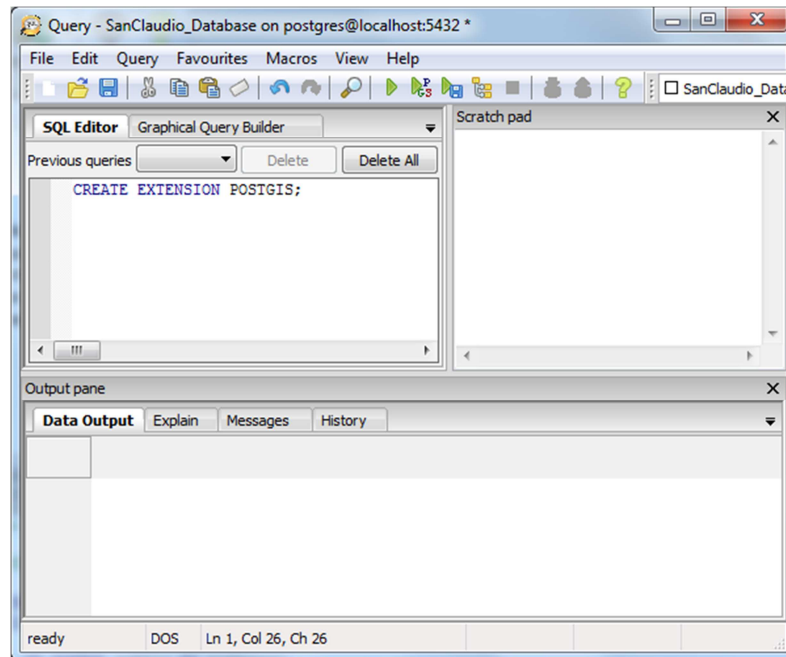 Query - SanClaudio_Database on postgres@localhost:5432 *
File Edit Query Favourites Macros View Help
SanClaudio_Data
SQL Editor Graphical Query Builder
Scratch pad
Previous queries Delete Delete All
CREATE EXTENSION POSTGIS;
Output pane
Data Output Explain Messages History
ready DOS Ln 1, Col 26, Ch 26